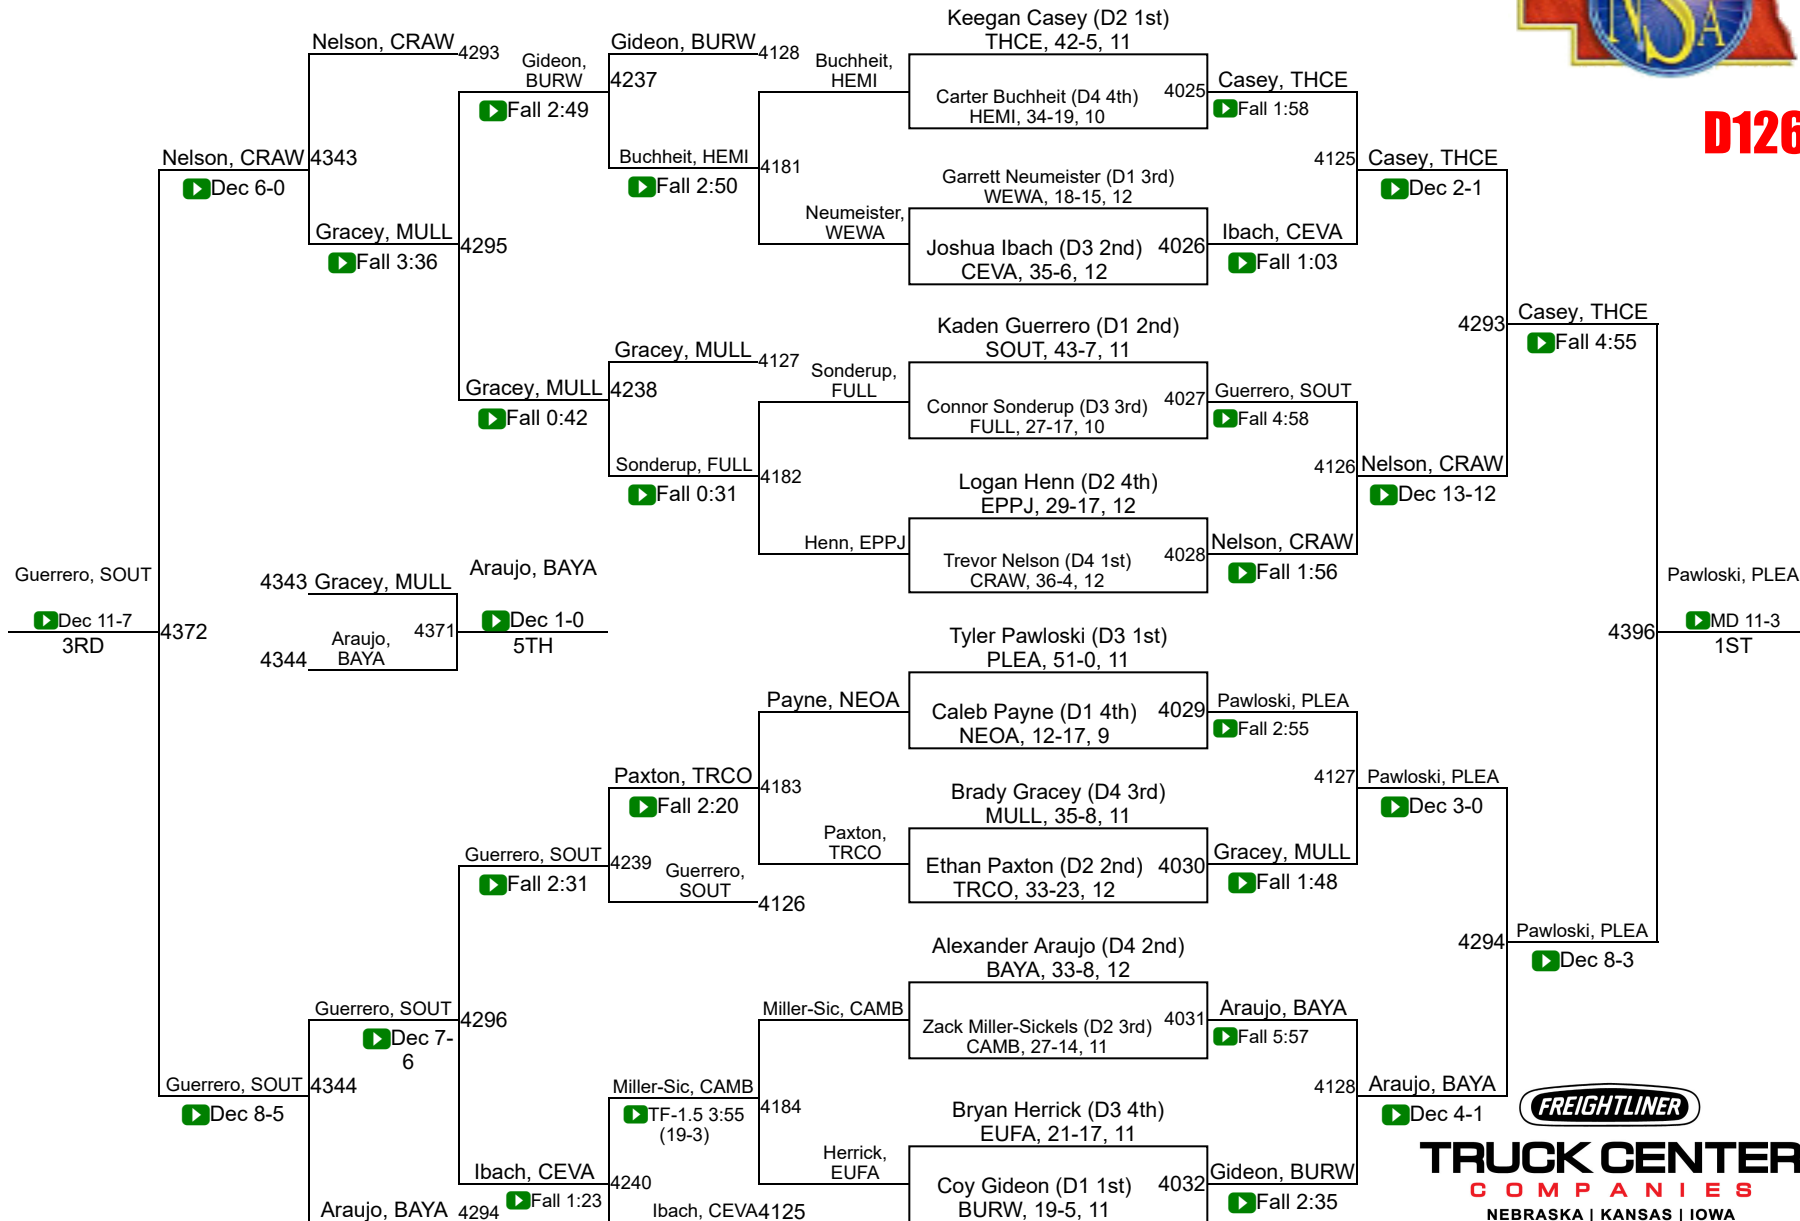 NSA
D126
Nelson, CRAW 4293
Nelson, CRAW 4343
Dec 6-0
Gracey, MULL
Fall 3:36
4295
Gideon,
BURW
Fall 2:49
Gideon, BURW 4128
4237
Buchheit, HEMI
Fall 2:50
4181
Buchheit,
HEMI
Neumeister,
WEWA
Gracey, MULL 4127
Gracey, MULL 4238
Fall 0:42
Sonderup, FULL
Fall 0:31
4182
Sonderup,
FULL
Henn, EPPJ
Keegan Casey (D2 1st)
THCE, 42-5, 11
Carter Buchheit (D4 4th)
HEMI, 34-19, 10
4025
Garrett Neumeister (D1 3rd)
WEWA, 18-15, 12
Joshua Ibach (D3 2nd)
CEVA, 35-6, 12
4026
Kaden Guerrero (D1 2nd)
SOUT, 43-7, 11
Connor Sonderup (D3 3rd)
FULL, 27-17, 10
4027
Logan Henn (D2 4th)
EPPJ, 29-17, 12
Trevor Nelson (D4 1st)
CRAW, 36-4, 12
4028
Casey, THCE
Fall 1:58
Ibach, CEVA
Fall 1:03
4125 Casey, THCE
Dec 2-1
Guerrero, SOUT
Fall 4:58
Nelson, CRAW
Fall 1:56
4126 Nelson, CRAW
Dec 13-12
4293 Casey, THCE
Fall 4:55
Guerrero, SOUT
Dec 11-7
3RD
4372
4343 Gracey, MULL
4344 Araujo,
BAYA
4371
Araujo, BAYA
Dec 1-0
5TH
Pawloski, PLEA
4396
MD 11-3
1ST
Tyler Pawloski (D3 1st)
PLEA, 51-0, 11
Caleb Payne (D1 4th)
NEOA, 12-17, 9
4029
Brady Gracey (D4 3rd)
MULL, 35-8, 11
Ethan Paxton (D2 2nd)
TRCO, 33-23, 12
4030
Alexander Araujo (D4 2nd)
BAYA, 33-8, 12
Zack Miller-Sickels (D2 3rd)
CAMB, 27-14, 11
4031
Bryan Herrick (D3 4th)
EUFA, 21-17, 11
Coy Gideon (D1 1st)
BURW, 19-5, 11
4032
Payne, NEOA
Paxton, TRCO
Fall 2:20
4183
Paxton,
TRCO
Guerrero, SOUT
Fall 2:31
4239
Guerrero,
SOUT
4126
Guerrero, SOUT
Dec 7-
6
4296
Guerrero, SOUT 4344
Dec 8-5
Araujo, BAYA 4294
Ibach, CEVA
Fall 1:23
4240
Ibach, CEVA 4125
Miller-Sic, CAMB
TF-1.5 3:55
(19-3)
4184
Miller-Sic, CAMB
Herrick,
EUFA
Pawloski, PLEA
Fall 2:55
Gracey, MULL
Fall 1:48
4127 Pawloski, PLEA
Dec 3-0
Araujo, BAYA
Fall 5:57
Gideon, BURW
Fall 2:35
4128 Araujo, BAYA
Dec 4-1
4294 Pawloski, PLEA
Dec 8-3
FREIGHTLINER
TRUCK CENTER
COMPANIES
NEBRASKA | KANSAS | IOWA